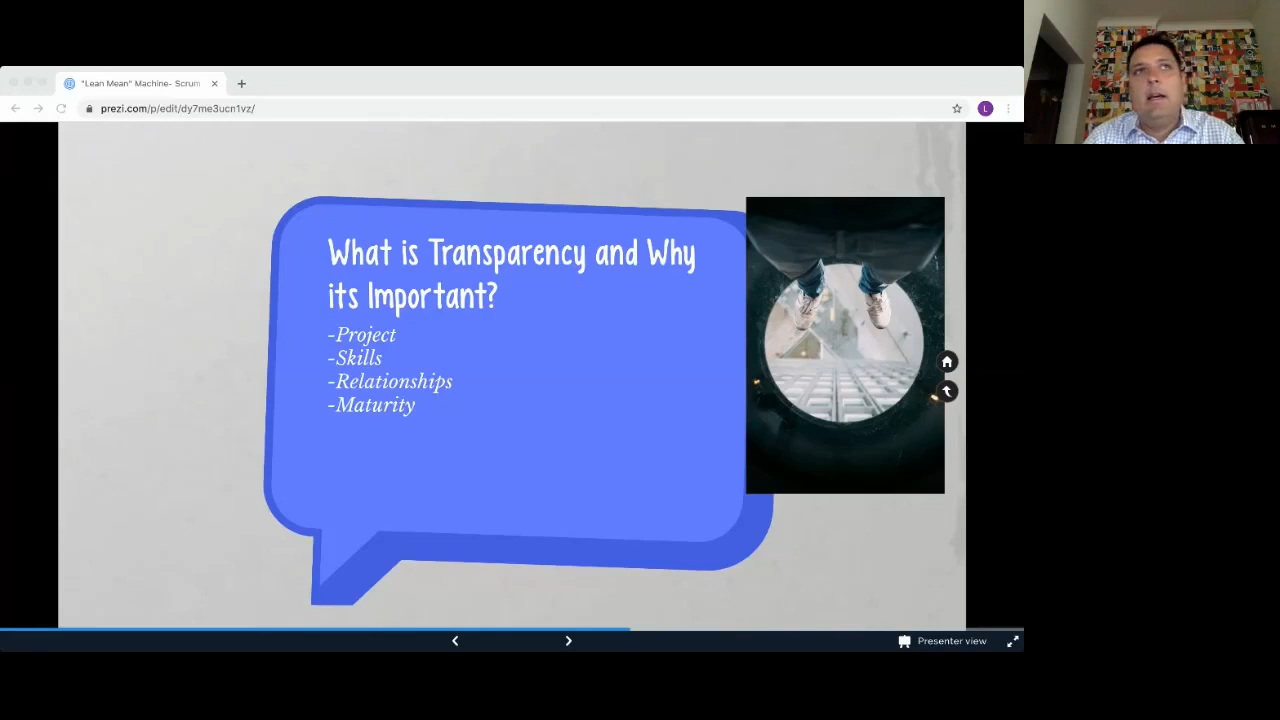 "Lean Mean" Machine- Scrum
prezi.com/p/edit/dy7me3ucn1vz/
L
What is Transparency and Why
its Important?
-Project
-Skills
-Relationships
-Maturity
Presenter view